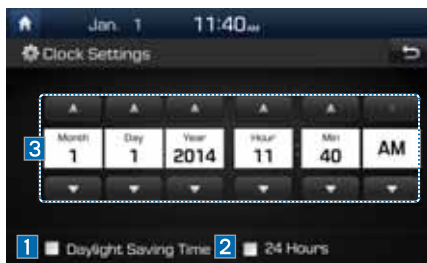 Jan. 1 11:40AM
Clock Settings
Month Day Year Hour Min
3 1 1 2014 11 40 AM
1 Daylight Saving Time 2 24 Hours